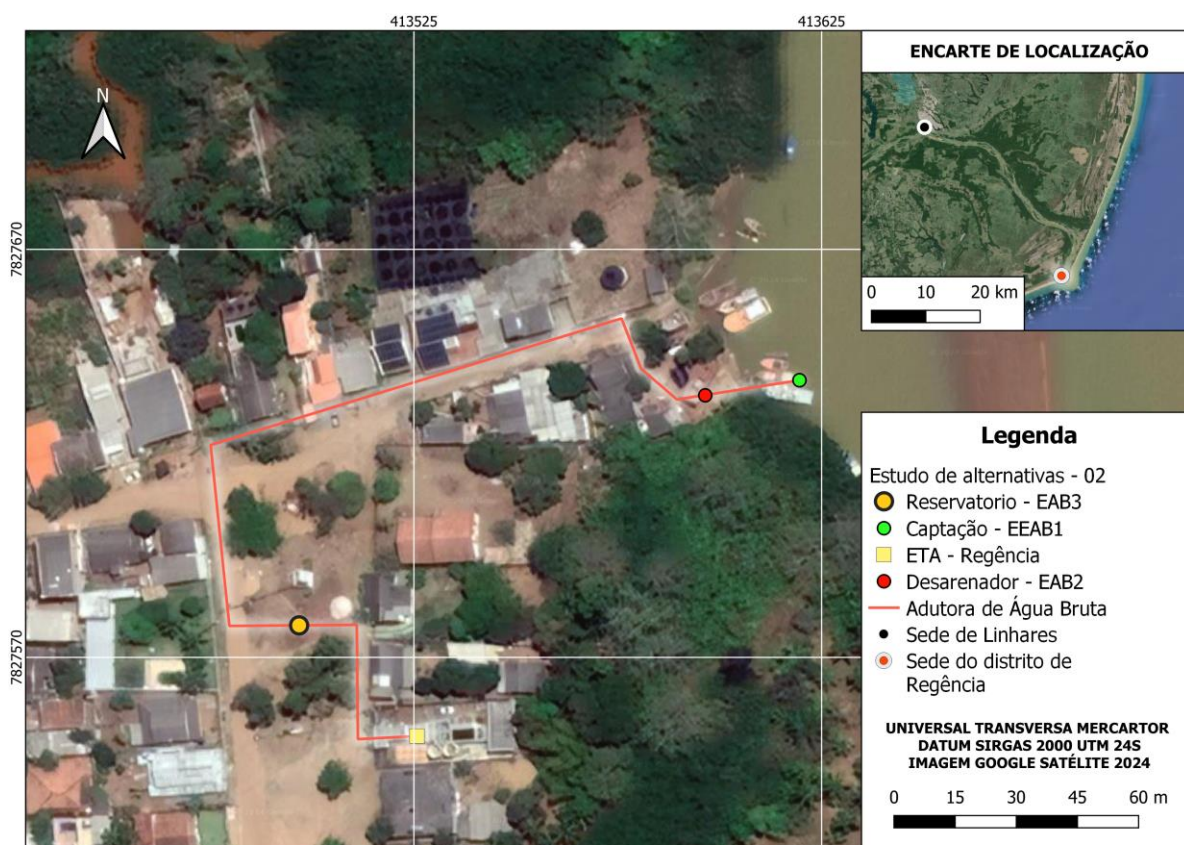 413525
413625
N
7827670
7827570
ENCARTE DE LOCALIZAÇÃO
0 10 20 km
Legenda
Estudo de alternativas - 02
Reservatorio - EAB3
Captação - EEAB1
ETA - Regência
Desarenador - EAB2
Adutora de Água Bruta
Sede de Linhares
Sede do distrito de
Regência
UNIVERSAL TRANSVERSA MERCARTOR
DATUM SIRGAS 2000 UTM 24S
IMAGEM GOOGLE SATÉLITE 2024
0 15 30 45 60 m